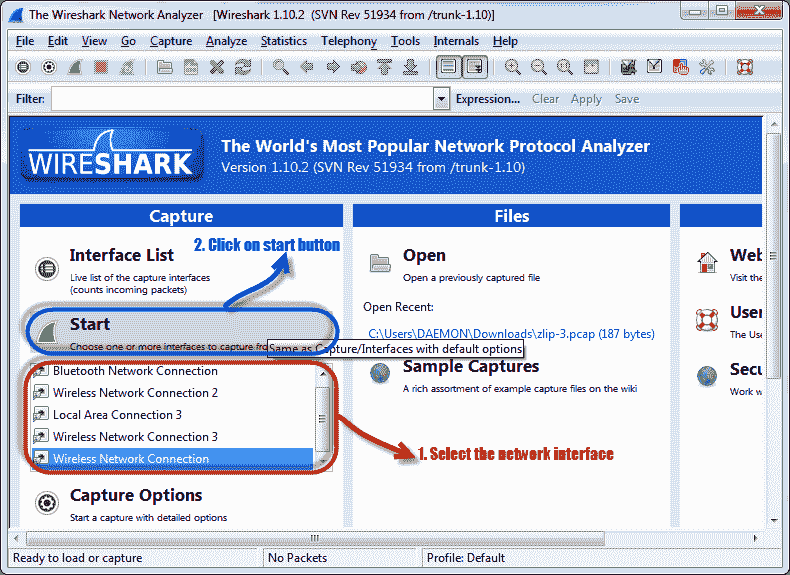 The Wireshark Network Analyzer [Wireshark 1.10.2 (SVN Rev 51934 from /trunk-1.10)]
File Edit View Go Capture Analyze Statistics Telephony Tools Internals Help
Filter: Expression... Clear Apply Save
WIRESHARK
The World's Most Popular Network Protocol Analyzer
Version 1.10.2 (SVN Rev 51934 from /trunk-1.10)
Capture
Interface List
Live list of the capture interfaces
(counts incoming packets)
2. Click on start button
Start
Choose one or more interfaces to capture fro
Same as Capture/Interfaces with default options
Bluetooth Network Connection
Wireless Network Connection 2
Local Area Connection 3
Wireless Network Connection 3
Wireless Network Connection
1. Select the network interface
Capture Options
Start a capture with detailed options
Files
Open
Open a previously captured file
Open Recent:
C:\Users\DAEMON\Downloads\zlip-3.pcap (187 bytes)
Sample Captures
A rich assortment of example capture files on the wiki
Web
Visit the
User
The Use
Secu
Work w
Ready to load or capture
No Packets
Profile: Default